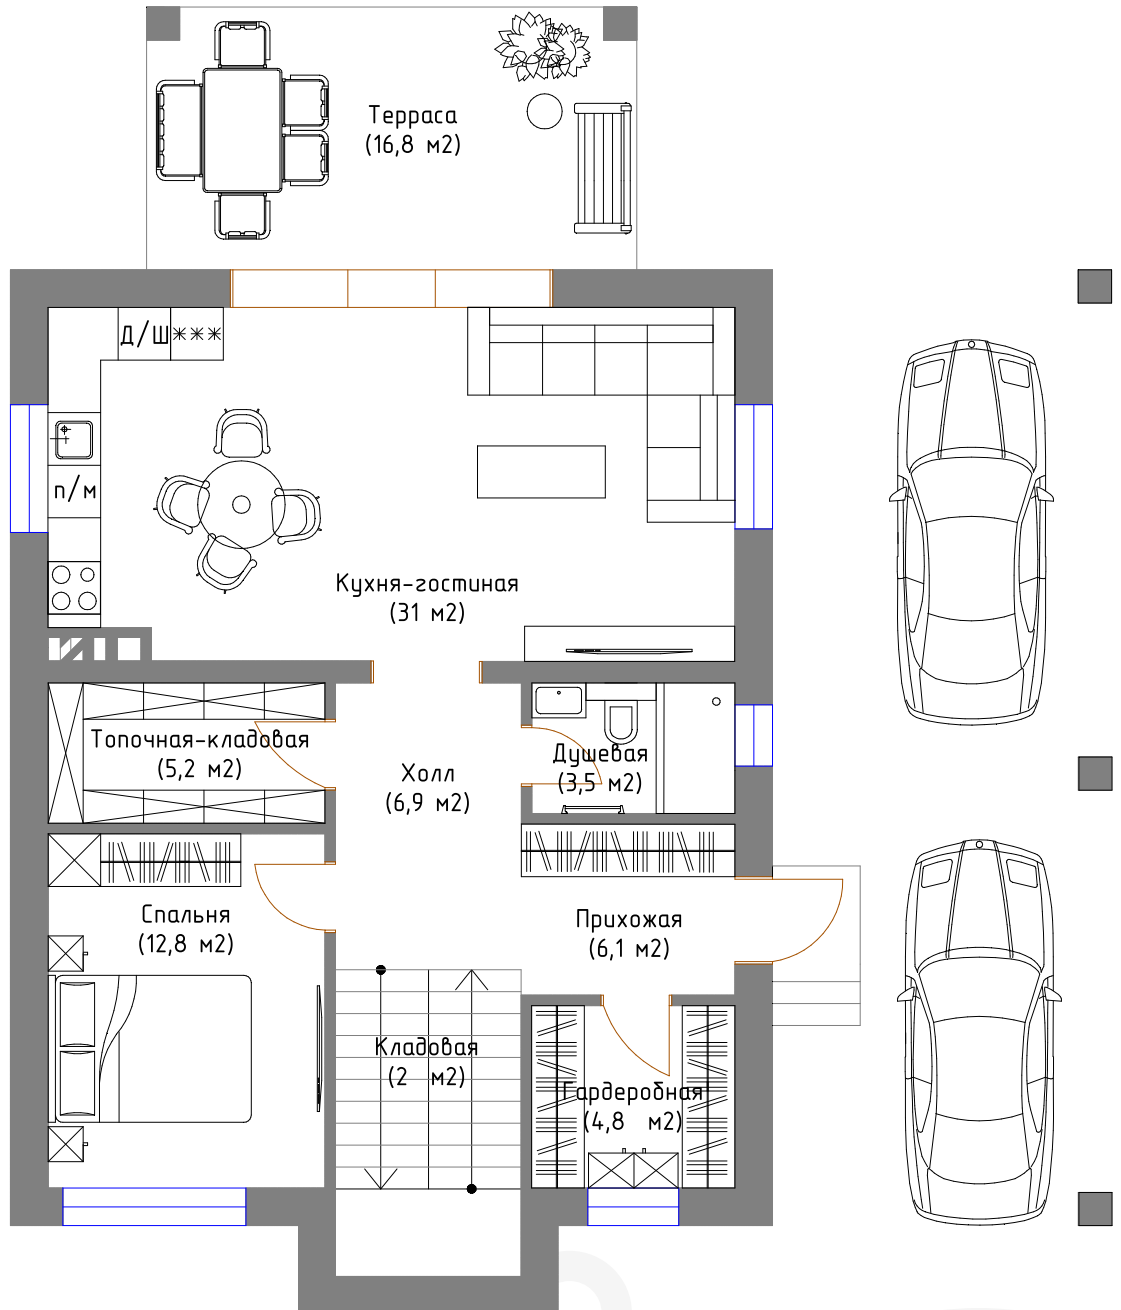 Терраса
(16,8 м2)
Д/Ш ***
п/м
Кухня-гостиная
(31 м2)
Топочная-кладовая
(5,2 м2)
Холл
(6,9 м2)
Душевая
(3,5 м2)
Спальня
(12,8 м2)
Прихожая
(6,1 м2)
Кладовая
(2 м2)
Гардеробная
(4,8 м2)